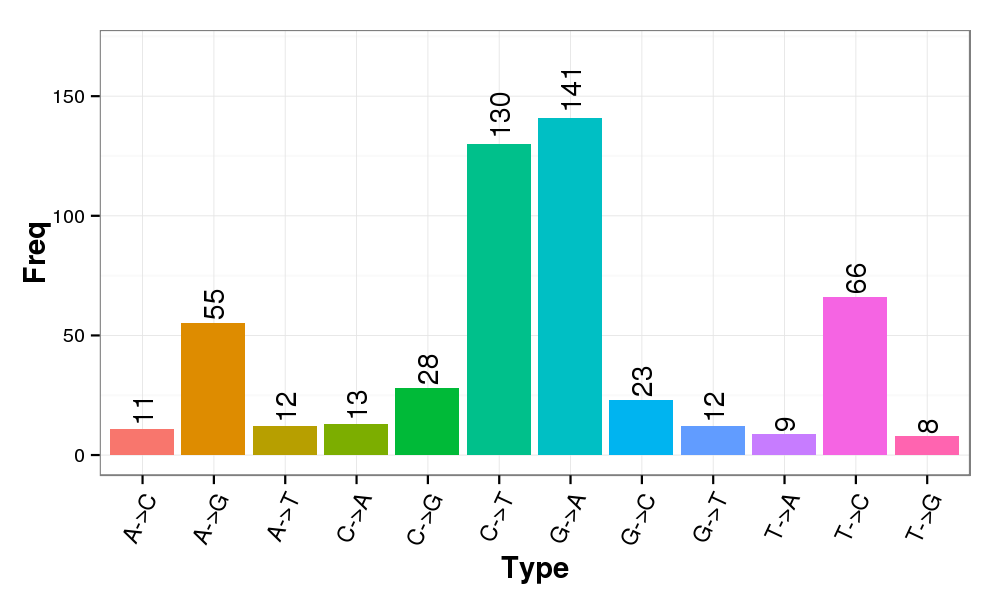 Freq
150
100
50
0
11
55
12
13
28
130
141
23
12
9
66
8
A->C
A->G
A->T
C->A
C->G
C->T
G->A
G->C
G->T
T->A
T->C
T->G
Type